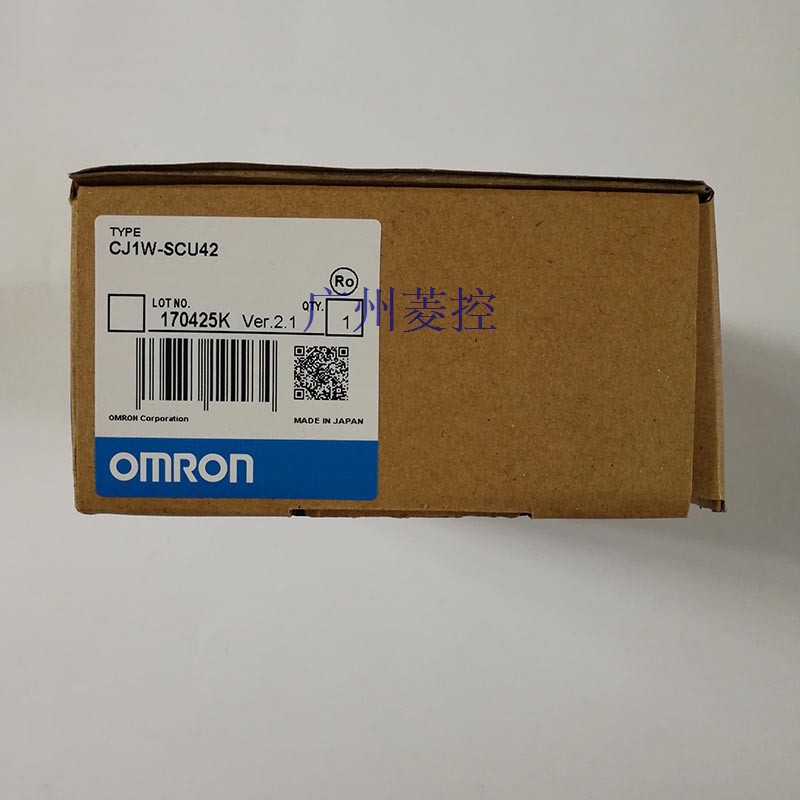 TYPE
CJ1W-SCU42
Ro
LOT NO. QTY.
170425K Ver.2.1 1
广州菱控
OMRON Corporation MADE IN JAPAN
OMRON